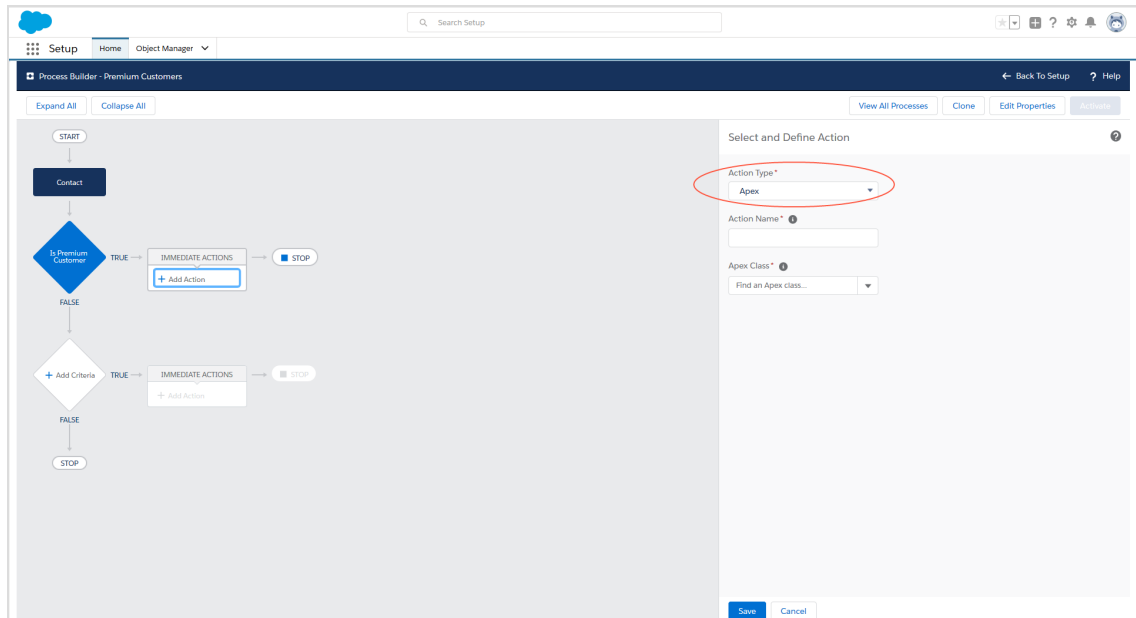 Search Setup
Setup Home Object Manager
Process Builder - Premium Customers
Back To Setup ? Help
Expand All Collapse All View All Processes Clone Edit Properties Activate
START
Select and Define Action
Contact
Action Type*
Apex
Action Name*
Is Premium
Customer
TRUE IMMEDIATE ACTIONS STOP
+ Add Action
Apex Class*
Find an Apex class...
FALSE
+ Add Criteria TRUE IMMEDIATE ACTIONS STOP
+ Add Action
FALSE
STOP
Save Cancel